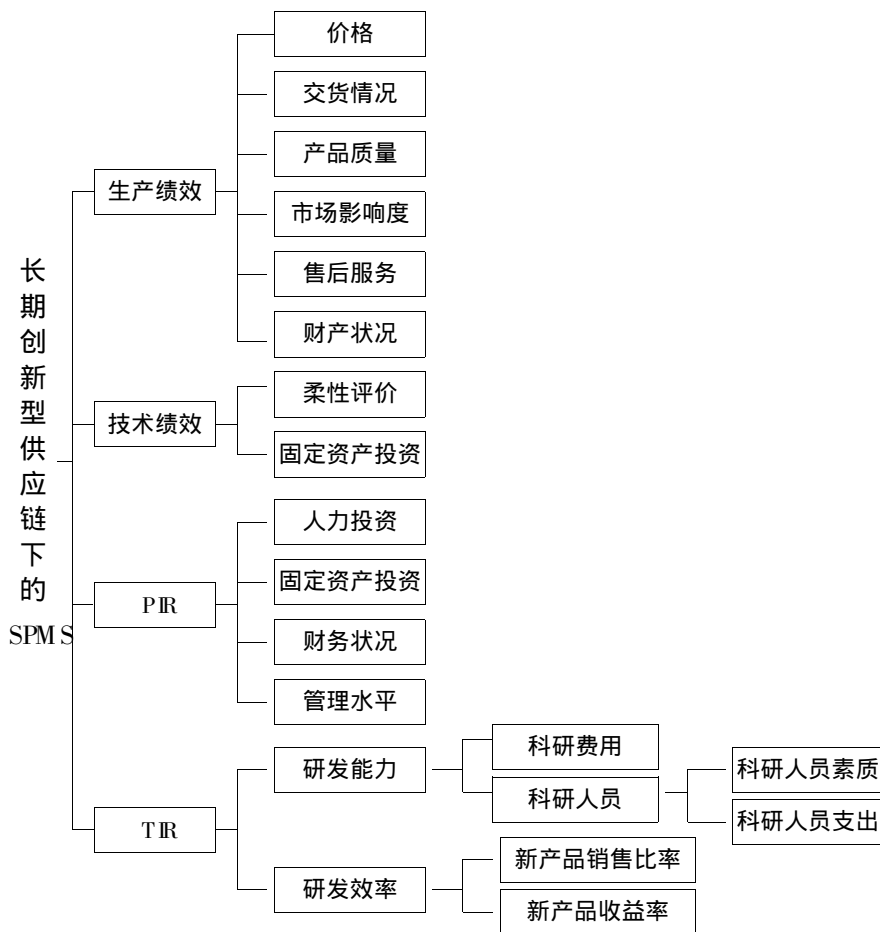 长期创新型供应链下的
SPMS
生产绩效
价格
交货情况
产品质量
市场影响度
售后服务
财产状况
技术绩效
柔性评价
固定资产投资
PIR
人力投资
固定资产投资
财务状况
管理水平
TIR
研发能力
科研费用
科研人员
科研人员素质
科研人员支出
研发效率
新产品销售比率
新产品收益率